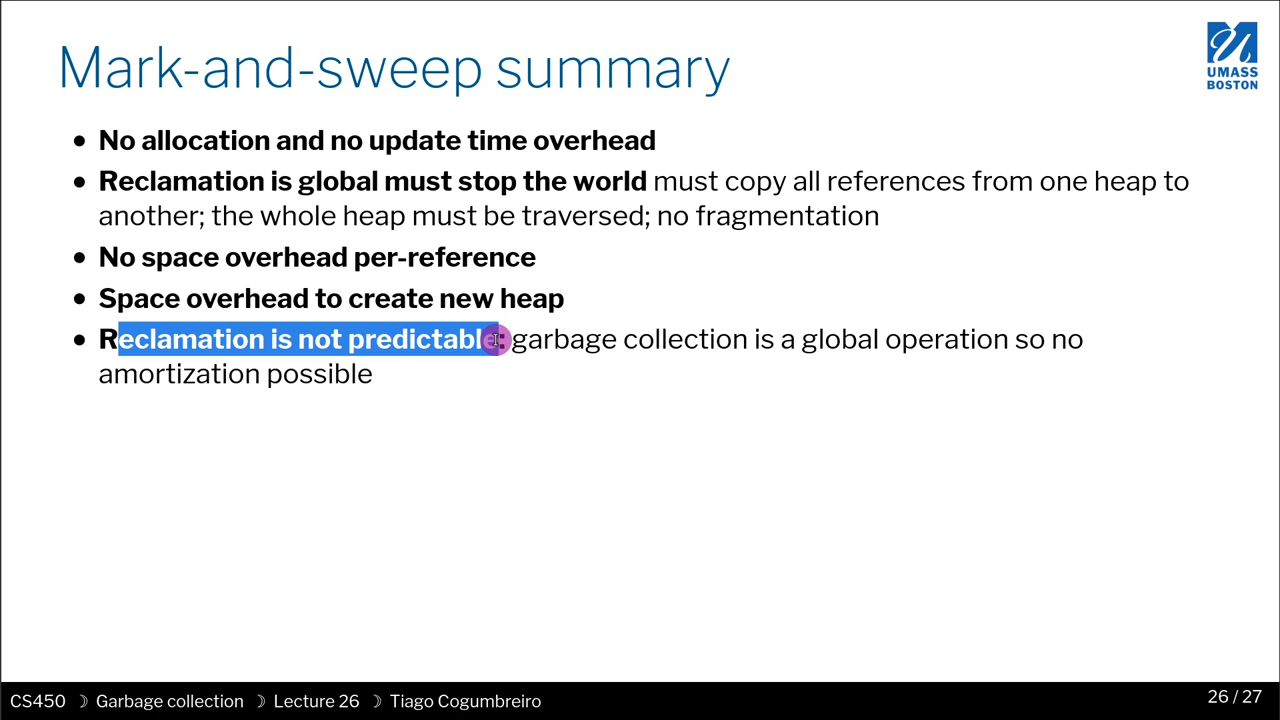 Mark-and-sweep summary
UMASS
BOSTON
• No allocation and no update time overhead
• Reclamation is global must stop the world must copy all references from one heap to
another; the whole heap must be traversed; no fragmentation
• No space overhead per-reference
• Space overhead to create new heap
• Reclamation is not predictable: garbage collection is a global operation so no
amortization possible
CS450 ☽ Garbage collection ☽ Lecture 26 ☽ Tiago Cogumbreiro
26 / 27